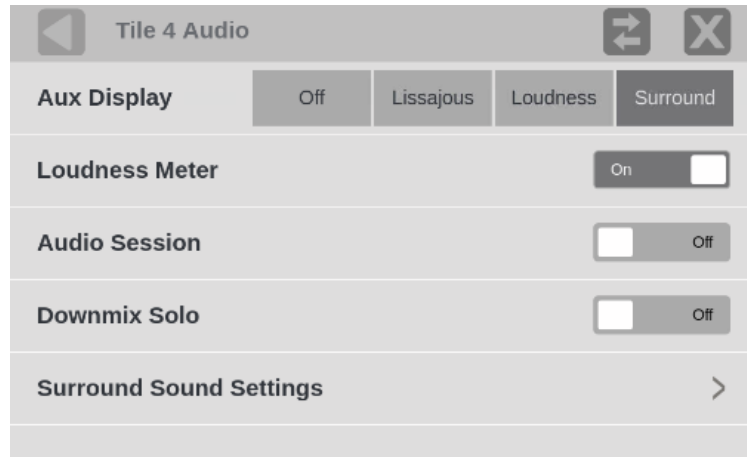 Tile 4 Audio
Aux Display Off Lissajous Loudness Surround
Loudness Meter On
Audio Session Off
Downmix Solo Off
Surround Sound Settings